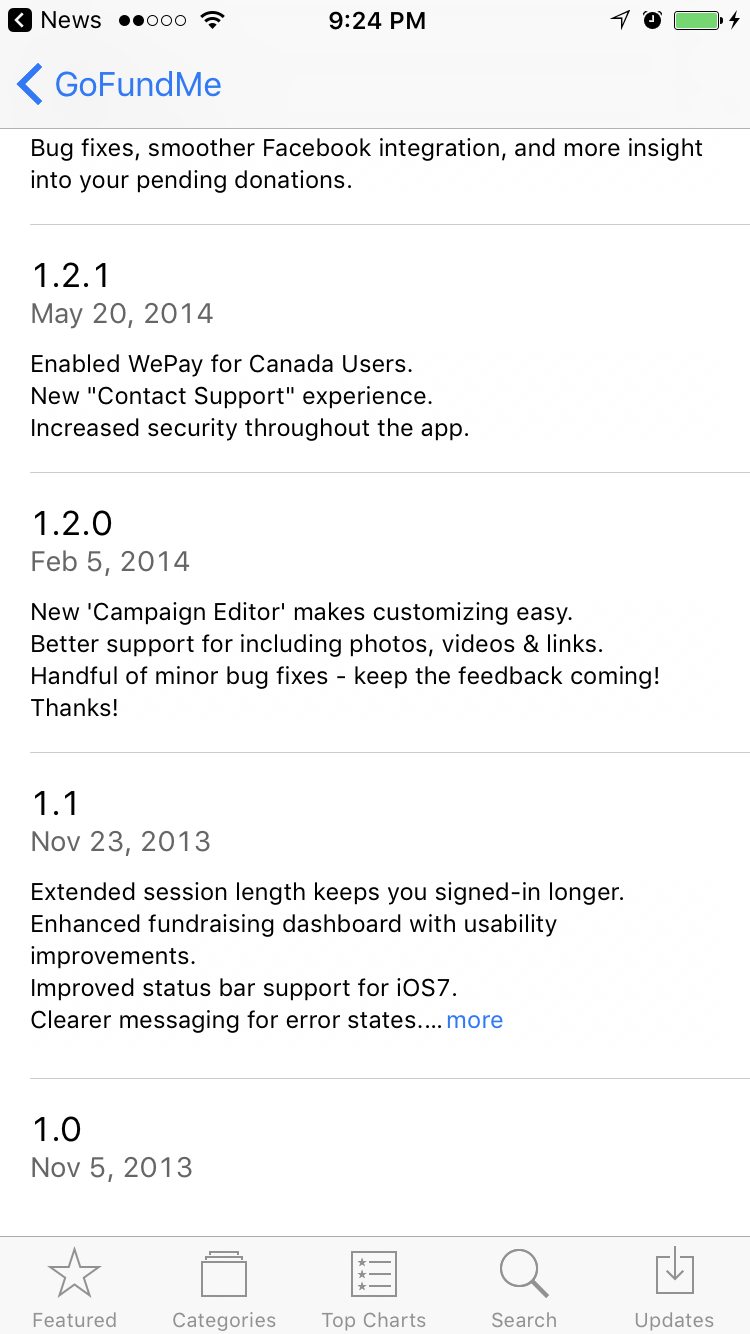 News 9:24 PM
GoFundMe
Bug fixes, smoother Facebook integration, and more insight
into your pending donations.
1.2.1
May 20, 2014
Enabled WePay for Canada Users.
New "Contact Support" experience.
Increased security throughout the app.
1.2.0
Feb 5, 2014
New 'Campaign Editor' makes customizing easy.
Better support for including photos, videos & links.
Handful of minor bug fixes - keep the feedback coming!
Thanks!
1.1
Nov 23, 2013
Extended session length keeps you signed-in longer.
Enhanced fundraising dashboard with usability
improvements.
Improved status bar support for iOS7.
Clearer messaging for error states.... more
1.0
Nov 5, 2013
Featured Categories Top Charts Search Updates